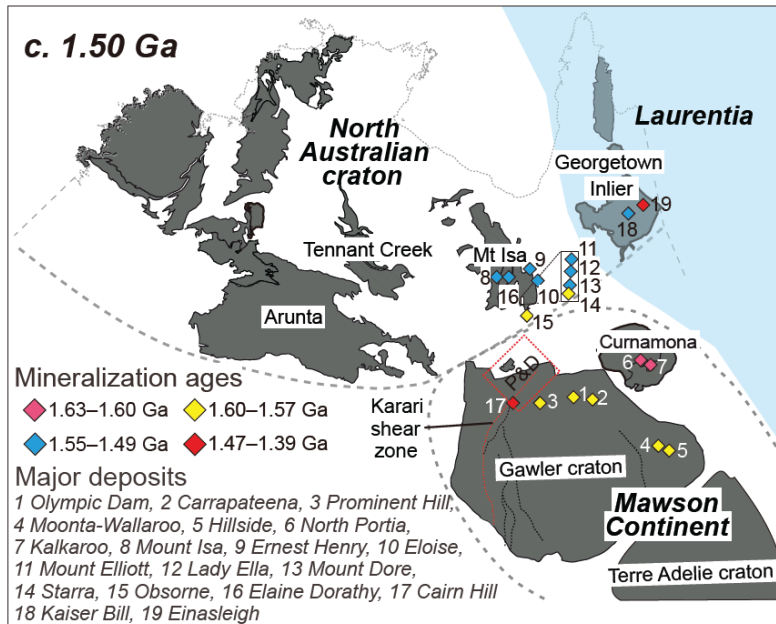 c. 1.50 Ga
Laurentia
North
Australian
craton
Georgetown
Inlier
19
18
Tennant Creek
Mt Isa
9
11
8
12
16
10
13
14
15
Arunta
Curnamona
6
7
P&D
Mineralization ages
1.63–1.60 Ga
1.60–1.57 Ga
1.55–1.49 Ga
1.47–1.39 Ga
Karari
shear
zone
17
3
1
2
4
5
Gawler craton
Mawson
Continent
Terre Adelie craton
Major deposits
1 Olympic Dam, 2 Carrapateena, 3 Prominent Hill,
4 Moonta-Wallaroo, 5 Hillside, 6 North Portia,
7 Kalkaroo, 8 Mount Isa, 9 Ernest Henry, 10 Eloise,
11 Mount Elliott, 12 Lady Ella, 13 Mount Dore,
14 Starra, 15 Obsorne, 16 Elaine Dorathy, 17 Cairn Hill
18 Kaiser Bill, 19 Einasleigh